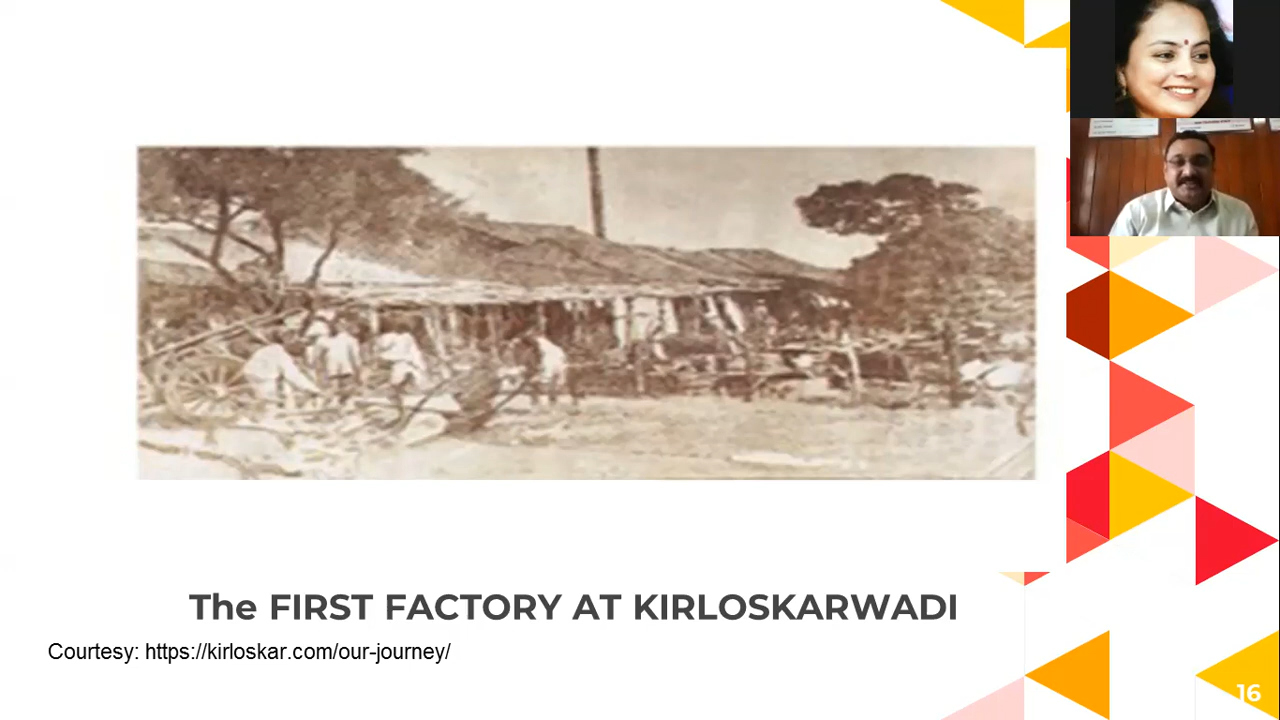 The FIRST FACTORY AT KIRLOSKARWADI
Courtesy: https://kirloskar.com/our-journey/
16